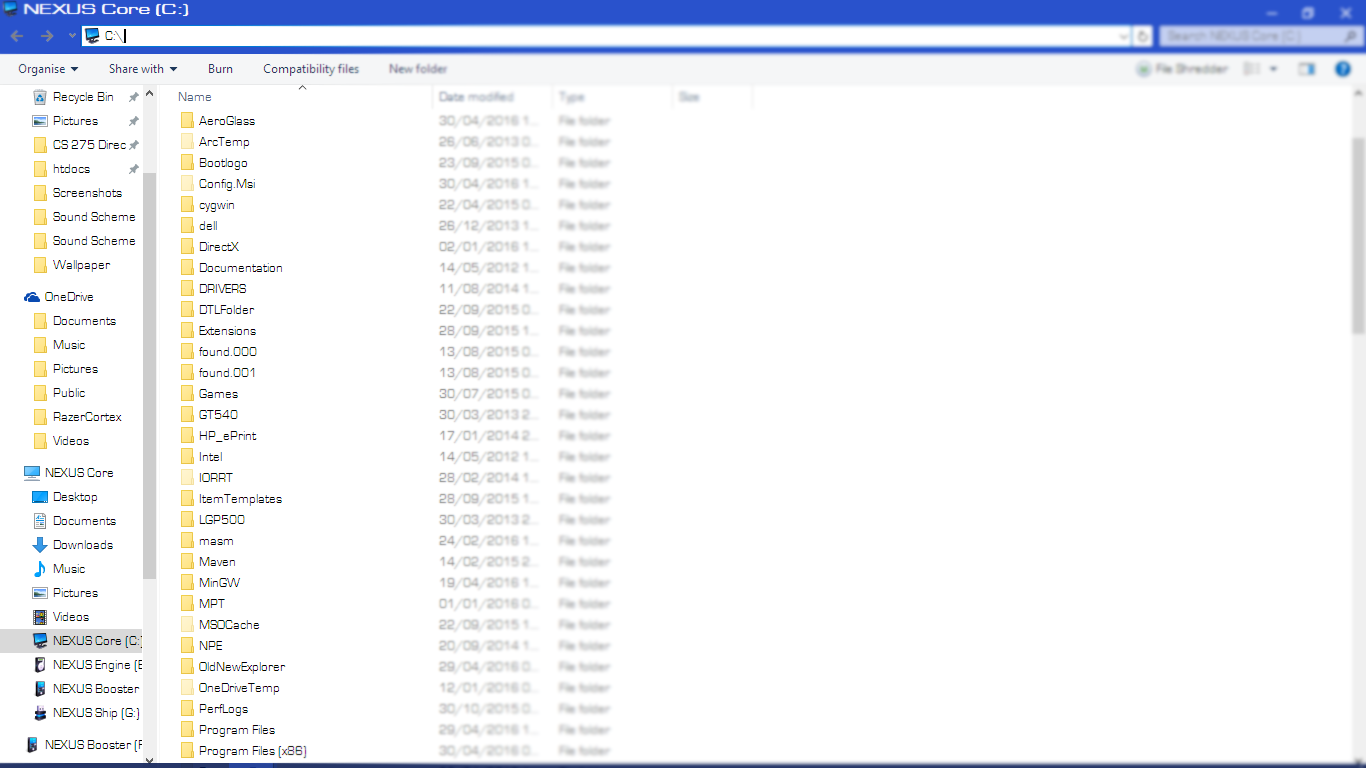 NEXUS Core (C:)
C:\
Search NEXUS Core (C:)
Organise Share with Burn Compatibility files New folder File Shredder
Recycle Bin
Pictures
CS 275 Direc
htdocs
Screenshots
Sound Scheme
Sound Scheme
Wallpaper
OneDrive
Documents
Music
Pictures
Public
RazerCortex
Videos
NEXUS Core
Desktop
Documents
Downloads
Music
Pictures
Videos
NEXUS Core (C:)
NEXUS Engine (E
NEXUS Booster
NEXUS Ship (G:)
NEXUS Booster (F
Name Date modified Type Size
AeroGlass 30/04/2016 1... File folder
ArcTemp 26/06/2013 0... File folder
Bootlogo 23/09/2015 0... File folder
Config.Msi 30/04/2016 1... File folder
cygwin 22/04/2015 0... File folder
dell 26/12/2013 1... File folder
DirectX 02/01/2016 1... File folder
Documentation 14/05/2012 1... File folder
DRIVERS 11/08/2014 1... File folder
DTLFolder 22/09/2015 0... File folder
Extensions 28/09/2015 1... File folder
found.000 13/08/2015 0... File folder
found.001 13/08/2015 0... File folder
Games 30/07/2015 0... File folder
GT540 30/03/2013 2... File folder
HP_ePrint 17/01/2014 2... File folder
Intel 14/05/2012 1... File folder
IORRT 28/02/2014 1... File folder
ItemTemplates 28/09/2015 1... File folder
LGP500 30/03/2013 2... File folder
masm 24/02/2016 1... File folder
Maven 14/02/2015 2... File folder
MinGW 19/04/2016 1... File folder
MPT 01/01/2016 0... File folder
MSOCache 22/09/2015 1... File folder
NPE 20/09/2014 1... File folder
OldNewExplorer 29/04/2016 0... File folder
OneDriveTemp 12/01/2016 0... File folder
PerfLogs 30/10/2015 0... File folder
Program Files 29/04/2016 1... File folder
Program Files (x86) 30/04/2016 0... File folder